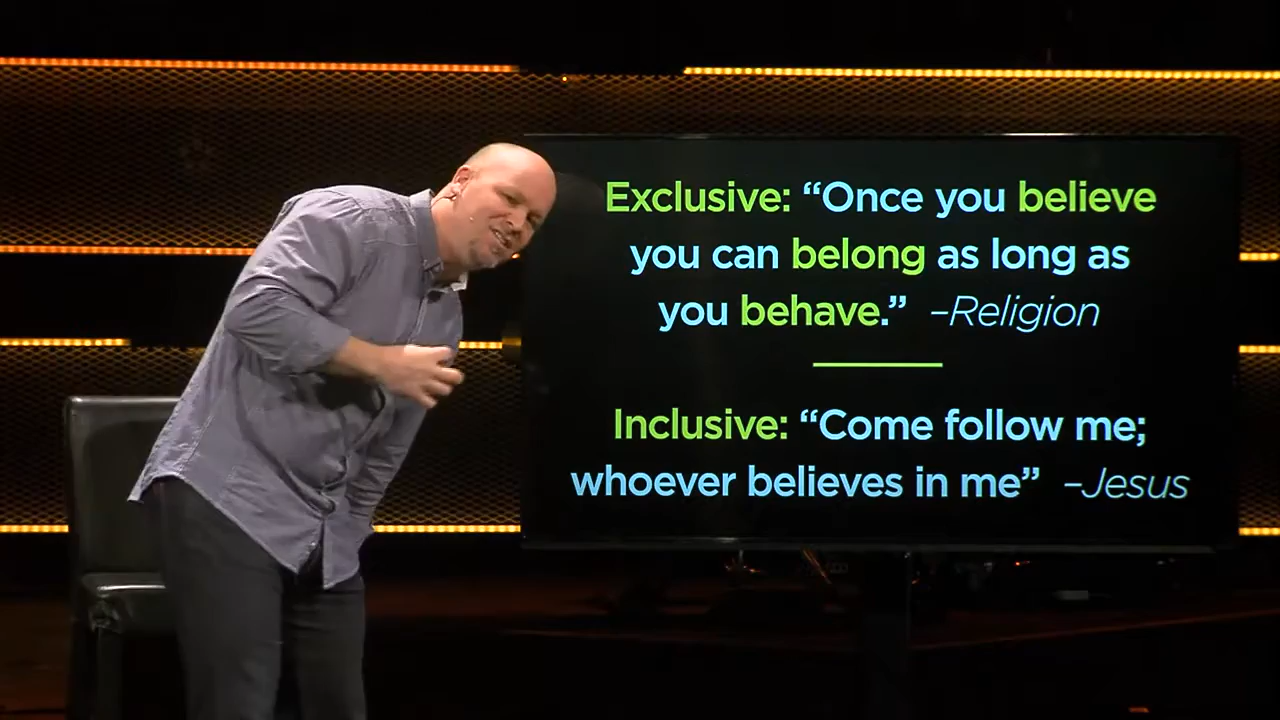 Exclusive: “Once you believe
you can belong as long as
you behave.” –Religion
Inclusive: “Come follow me;
whoever believes in me” –Jesus